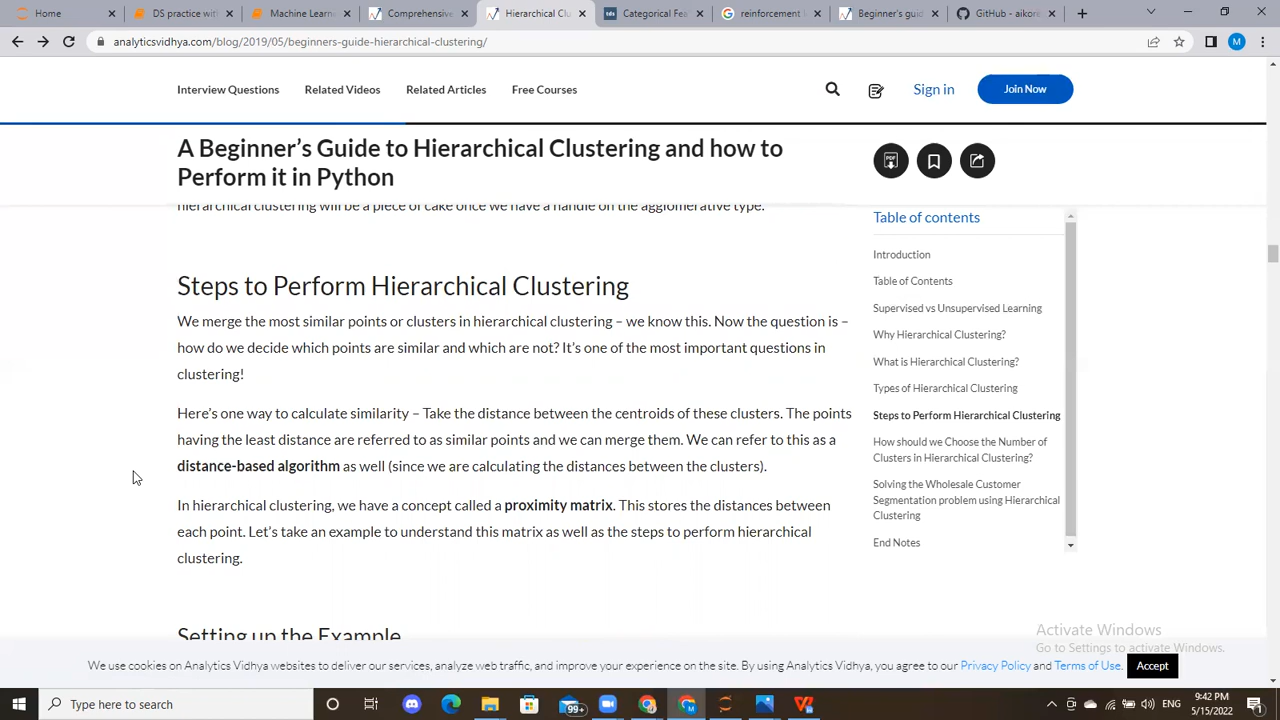 Home
DS practice wit
Machine Learn
Comprehensive
Hierarchical Clu
Categorical Fea
reinforcement l
Beginner's guid
GitHub - aikore
analyticsvidhya.com/blog/2019/05/beginners-guide-hierarchical-clustering/
M
Interview Questions
Related Videos
Related Articles
Free Courses
Sign in
Join Now
A Beginner's Guide to Hierarchical Clustering and how to
Perform it in Python
PDF
hierarchical clustering will be a piece of cake once we have a handle on the agglomerative type.
Steps to Perform Hierarchical Clustering
We merge the most similar points or clusters in hierarchical clustering – we know this. Now the question is –
how do we decide which points are similar and which are not? It's one of the most important questions in
clustering!
Here's one way to calculate similarity – Take the distance between the centroids of these clusters. The points
having the least distance are referred to as similar points and we can merge them. We can refer to this as a
distance-based algorithm as well (since we are calculating the distances between the clusters).
In hierarchical clustering, we have a concept called a proximity matrix. This stores the distances between
each point. Let's take an example to understand this matrix as well as the steps to perform hierarchical
clustering.
Setting up the Example
Table of contents
Introduction
Table of Contents
Supervised vs Unsupervised Learning
Why Hierarchical Clustering?
What is Hierarchical Clustering?
Types of Hierarchical Clustering
Steps to Perform Hierarchical Clustering
How should we Choose the Number of
Clusters in Hierarchical Clustering?
Solving the Wholesale Customer
Segmentation problem using Hierarchical
Clustering
End Notes
Activate Windows
Go to Settings to activate Windows.
We use cookies on Analytics Vidhya websites to deliver our services, analyze web traffic, and improve your experience on the site. By using Analytics Vidhya, you agree to our Privacy Policy and Terms of Use.
Accept
Type here to search
99+
ENG
9:42 PM
5/15/2022